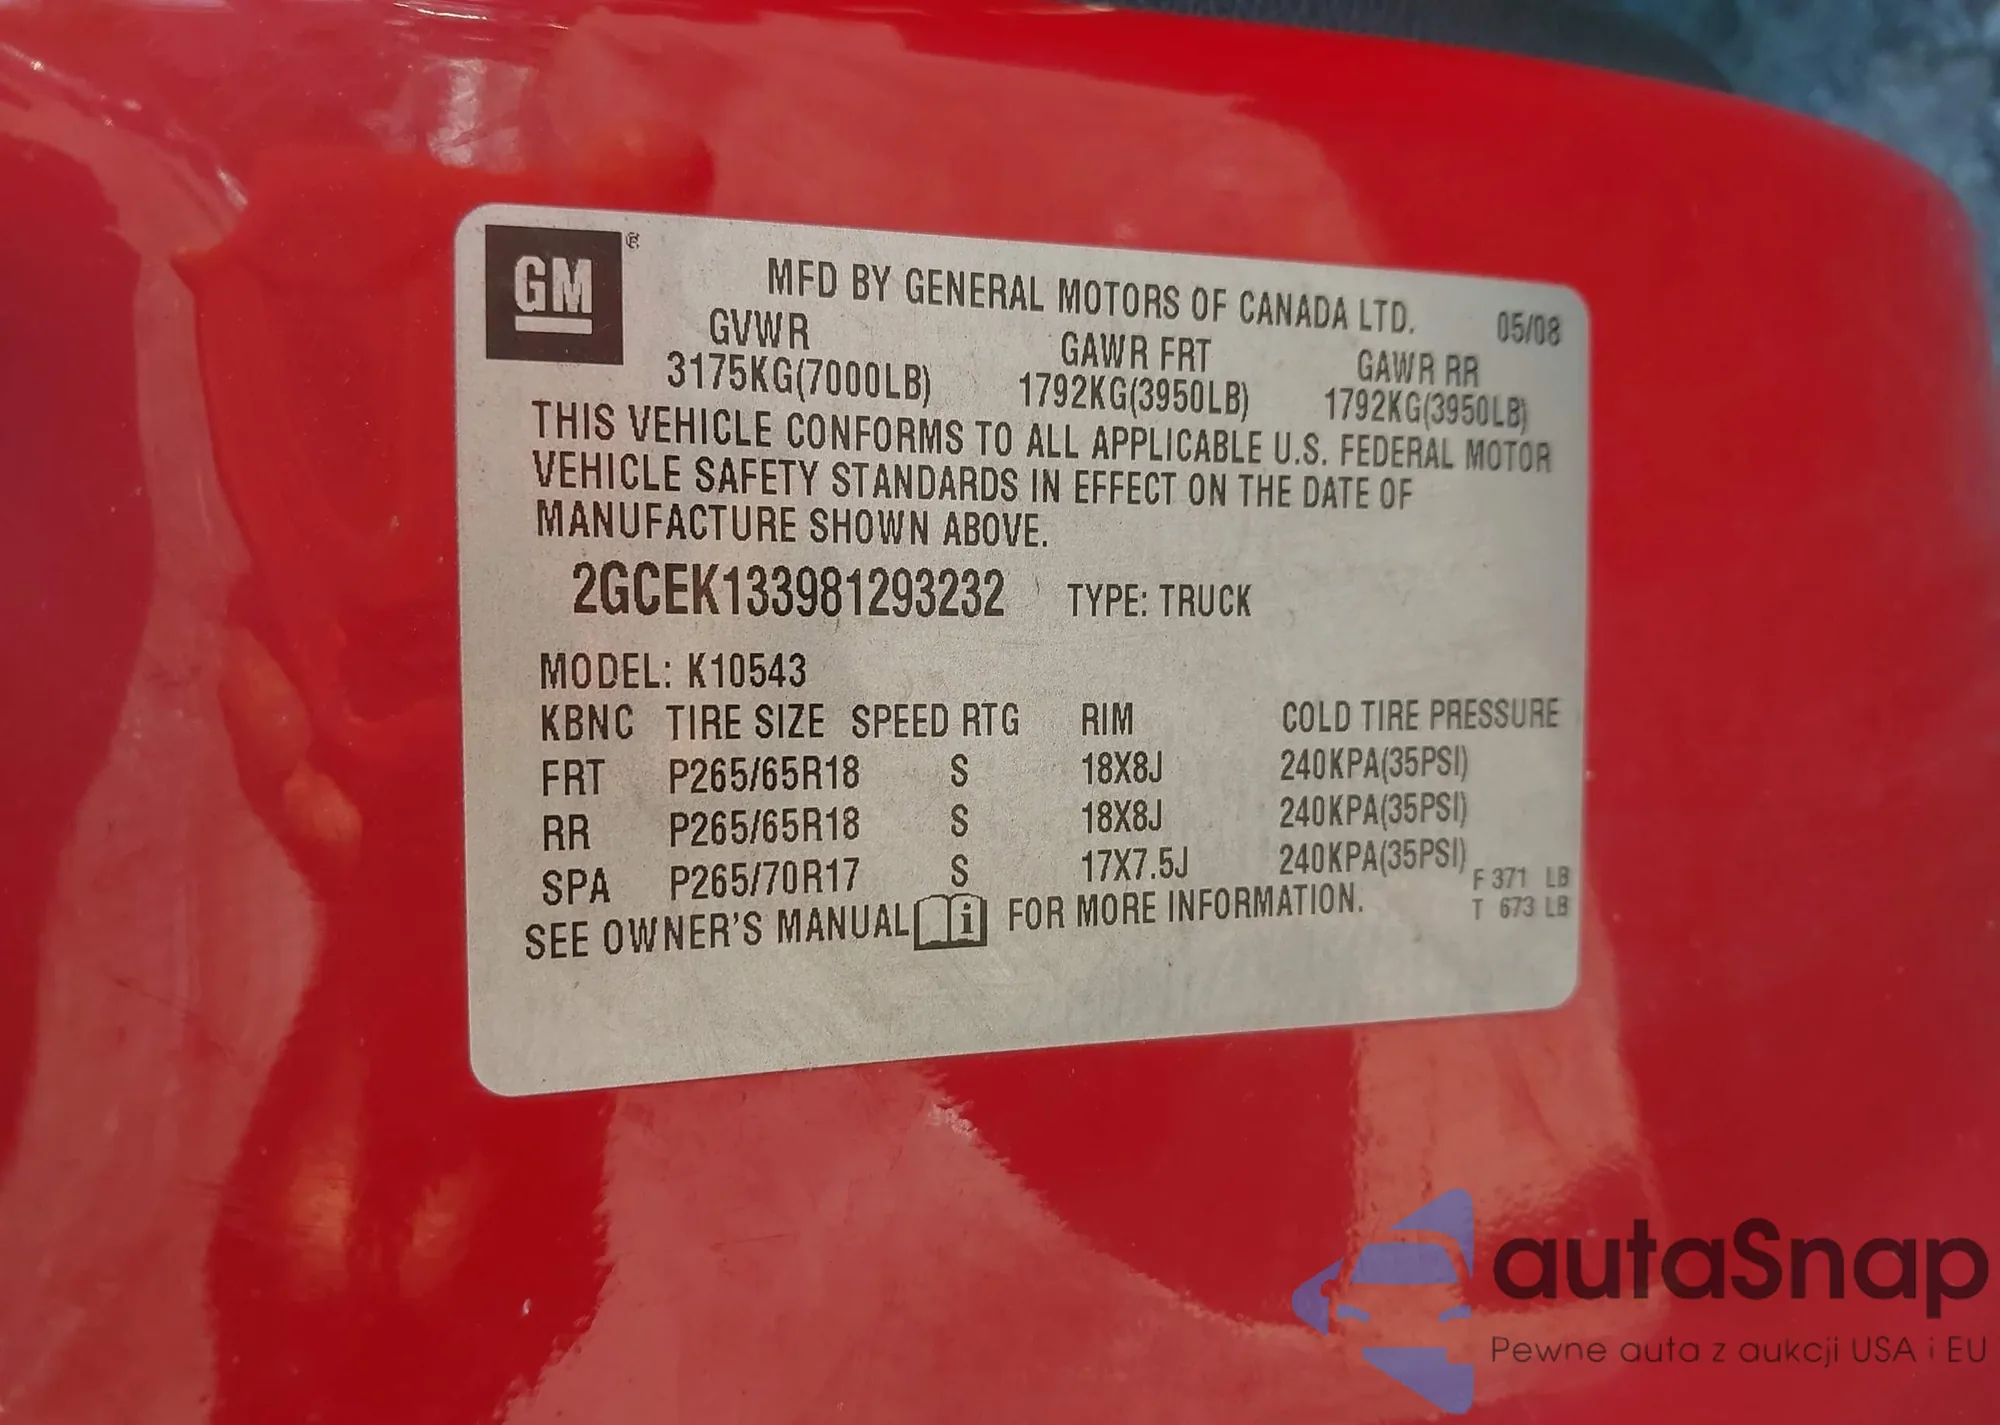 GM ®
MFD BY GENERAL MOTORS OF CANADA LTD. 05/08
GVWR GAWR FRT GAWR RR
3175KG(7000LB) 1792KG(3950LB) 1792KG(3950LB)
THIS VEHICLE CONFORMS TO ALL APPLICABLE U.S. FEDERAL MOTOR
VEHICLE SAFETY STANDARDS IN EFFECT ON THE DATE OF
MANUFACTURE SHOWN ABOVE.
2GCEK133981293232 TYPE: TRUCK
MODEL: K10543
KBNC TIRE SIZE SPEED RTG RIM COLD TIRE PRESSURE
FRT P265/65R18 S 18X8J 240KPA(35PSI)
RR P265/65R18 S 18X8J 240KPA(35PSI)
SPA P265/70R17 S 17X7.5J 240KPA(35PSI)
F 371 LB
T 673 LB
SEE OWNER'S MANUAL i FOR MORE INFORMATION.
autaSnap
Pewne auta z aukcji USA i EU